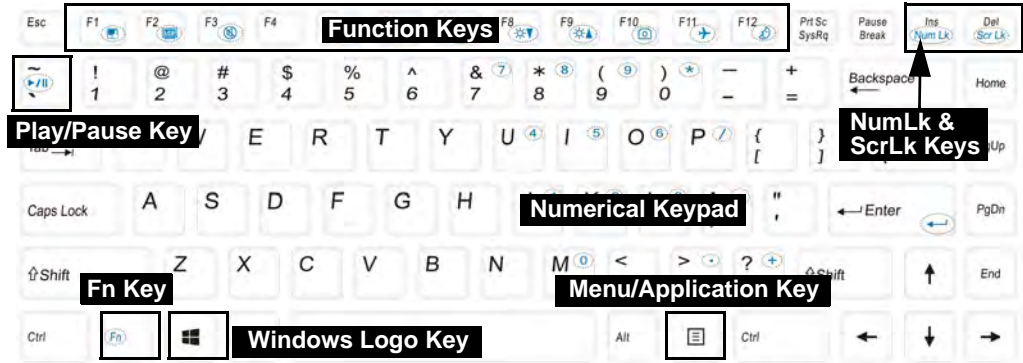 Esc F1 F2 F3 F4 Function Keys F8 F9 F10 F11 F12 Prt Sc SysRq Pause Break Ins Num Lk Del Scr Lk
~ ` ! 1 @ 2 # 3 $ 4 % 5 ^ 6 & 7 7 * 8 8 ( 9 9 ) 0 * — – + = Backspace Home
Play/Pause Key
E R T Y U 4 I 5 O 6 P / { [ } ]
NumLk &
ScrLk Keys
Caps Lock A S D F G H Numerical Keypad " ' Enter PgDn
Shift Z X C V B N M 0 < > . ? + End
Fn Key Menu/Application Key
Ctrl Fn Windows Logo Key Alt Ctrl